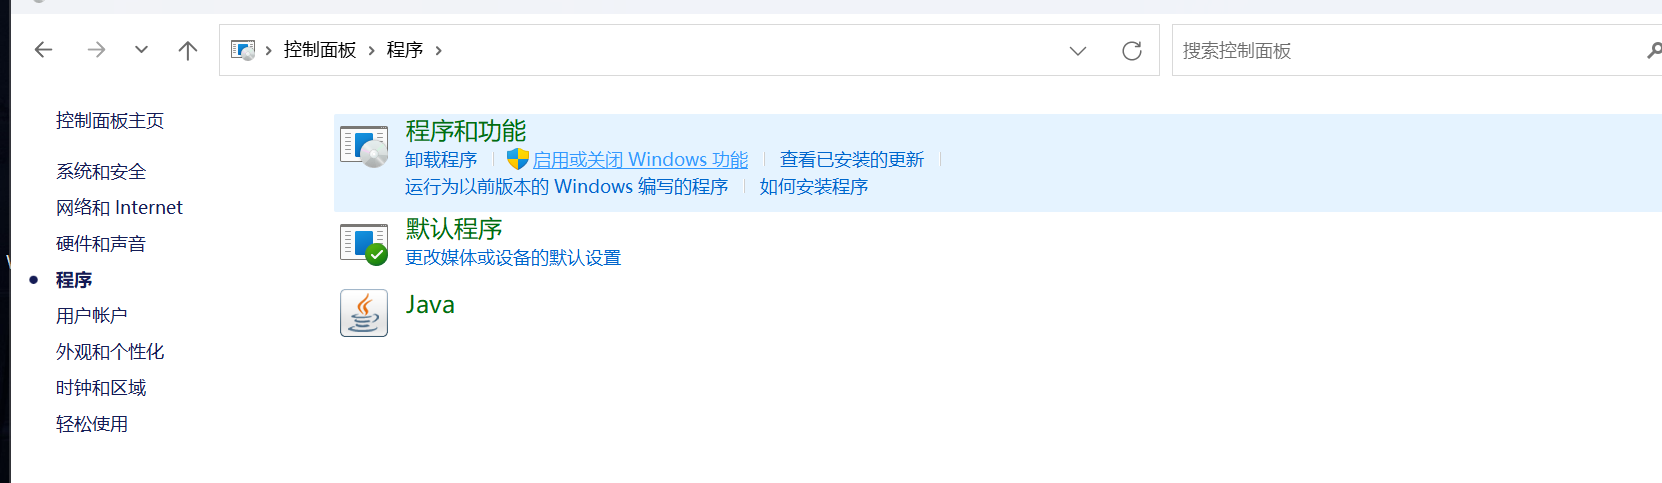 控制面板 > 程序 >
搜索控制面板
控制面板主页
系统和安全
网络和 Internet
硬件和声音
程序
用户帐户
外观和个性化
时钟和区域
轻松使用
程序和功能
卸载程序 启用或关闭 Windows 功能 查看已安装的更新
运行为以前版本的 Windows 编写的程序 如何安装程序
默认程序
更改媒体或设备的默认设置
Java